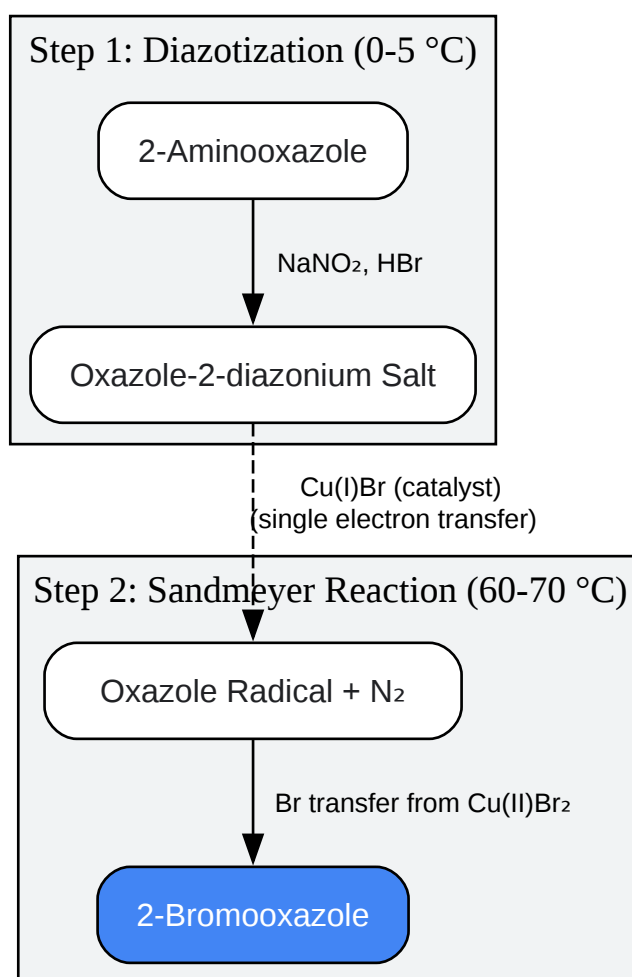 Step 1: Diazotization (0-5 °C)
2-Aminooxazole
NaNO₂, HBr
Oxazole-2-diazonium Salt
Cu(I)Br (catalyst)
(single electron transfer)
Step 2: Sandmeyer Reaction (60-70 °C)
Oxazole Radical + N₂
Br transfer from Cu(II)Br₂
2-Bromooxazole